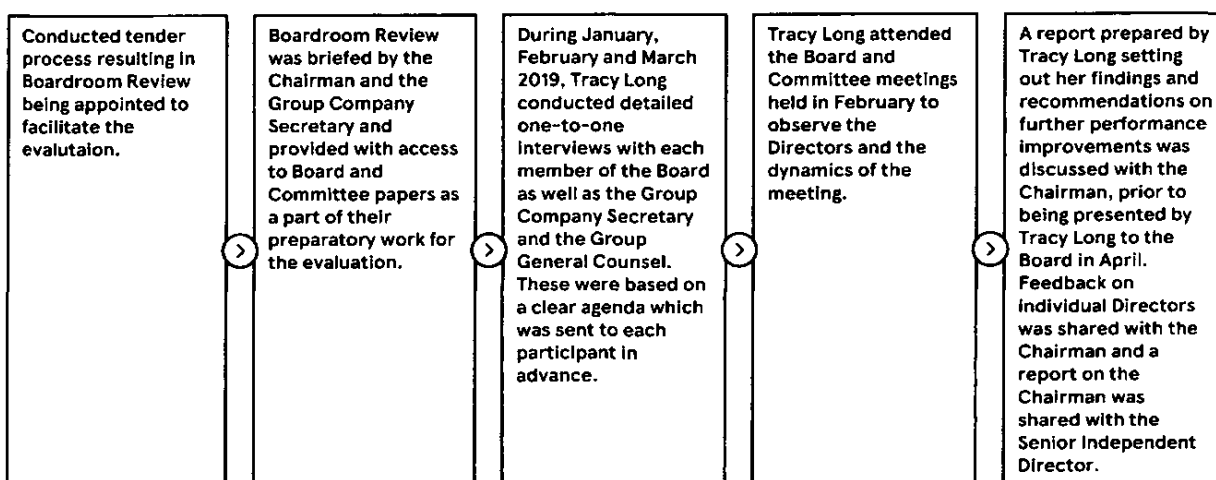 Conducted tender
process resulting in
Boardroom Review
being appointed to
facilitate the
evalutaion.
Boardroom Review
was briefed by the
Chairman and the
Group Company
Secretary and
provided with access
to Board and
Committee papers as
a part of their
preparatory work for
the evaluation.
During January,
February and March
2019, Tracy Long
conducted detailed
one-to-one
interviews with each
member of the Board
as well as the Group
Company Secretary
and the Group
General Counsel.
These were based on
a clear agenda which
was sent to each
participant in
advance.
Tracy Long attended
the Board and
Committee meetings
held in February to
observe the
Directors and the
dynamics of the
meeting.
A report prepared by
Tracy Long setting
out her findings and
recommendations on
further performance
improvements was
discussed with the
Chairman, prior to
being presented by
Tracy Long to the
Board in April.
Feedback on
individual Directors
was shared with the
Chairman and a
report on the
Chairman was
shared with the
Senior Independent
Director.